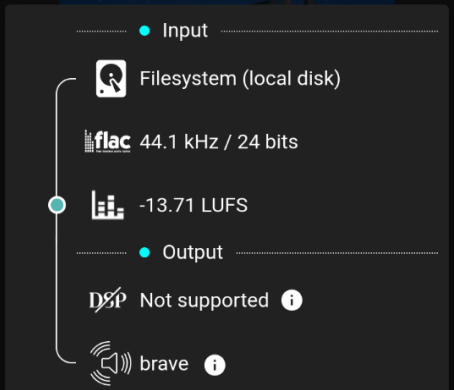 Input
Filesystem (local disk)
flac 44.1 kHz / 24 bits
-13.71 LUFS
Output
DSP Not supported i
brave i